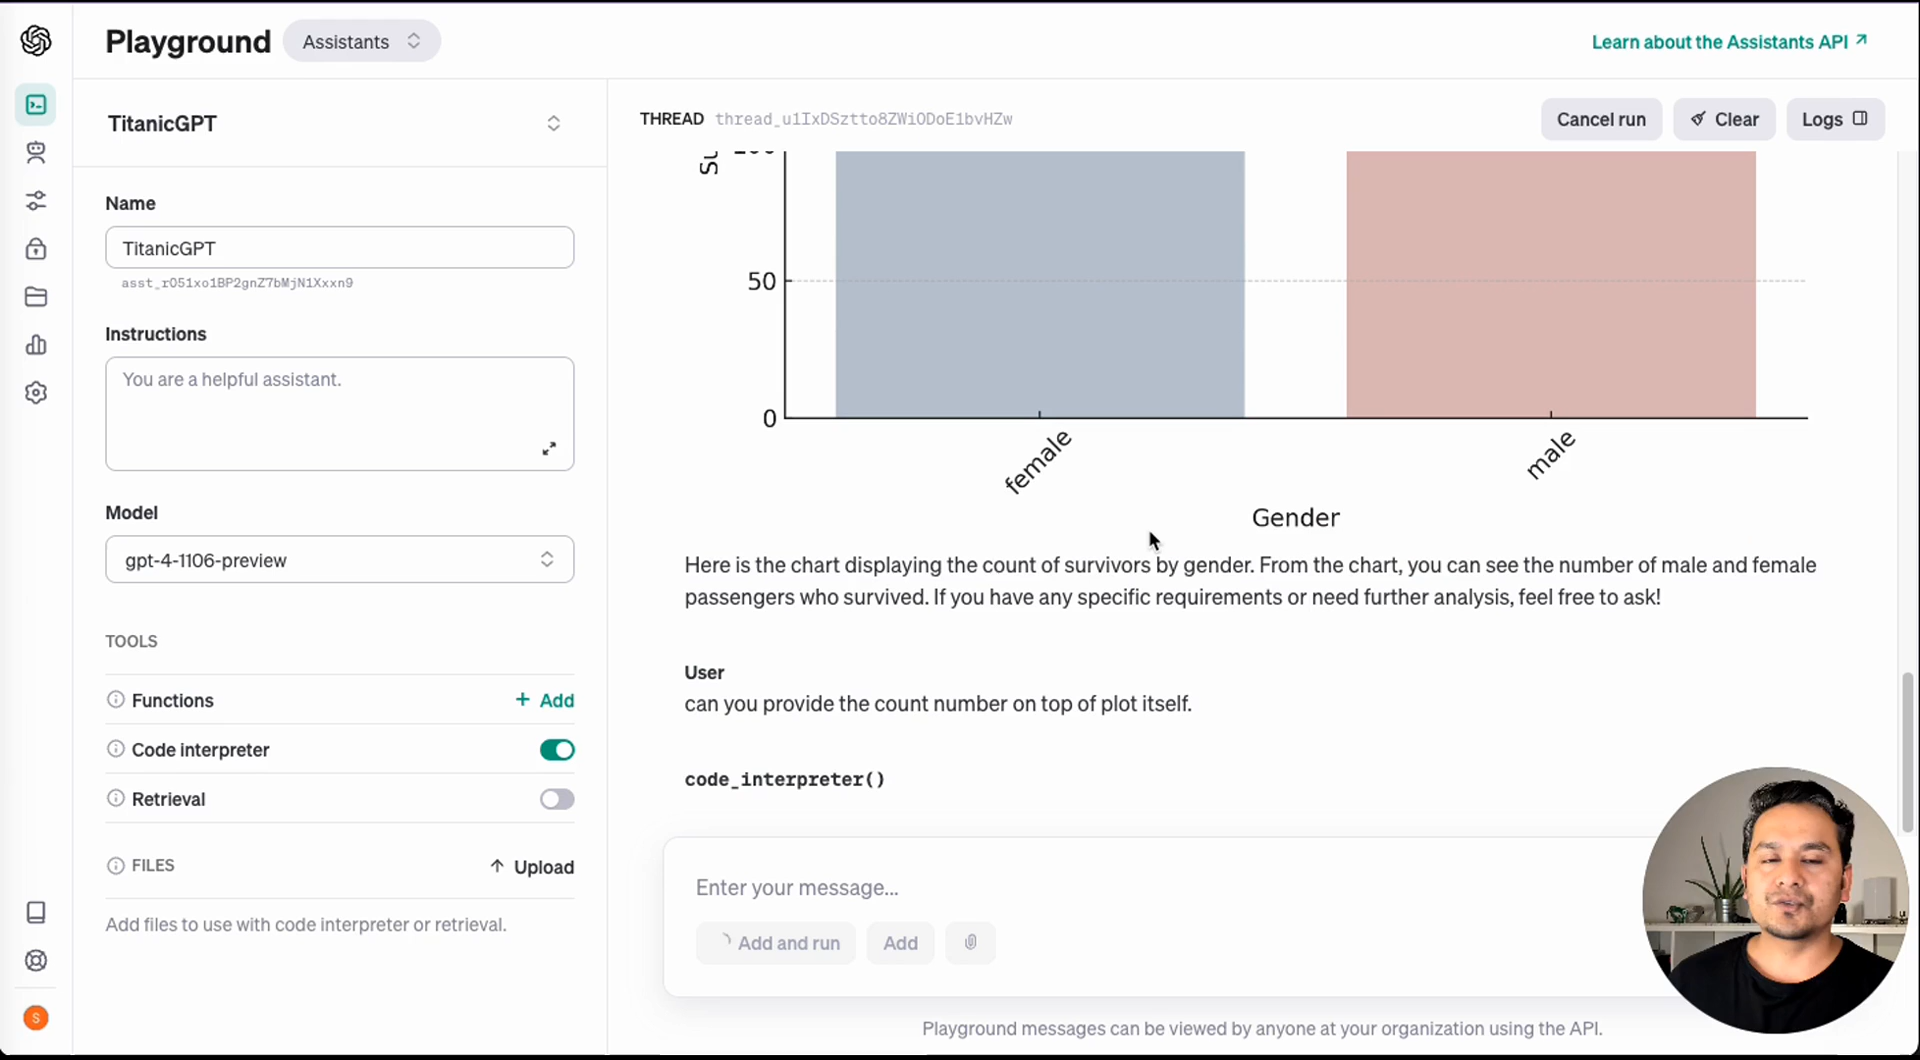 Playground
Assistants
Learn about the Assistants API
TitanicGPT
Name
TitanicGPT
asst_r051xo1BP2gnZ7bMjN1Xxxn9
Instructions
You are a helpful assistant.
Model
gpt-4-1106-preview
TOOLS
Functions
+ Add
Code interpreter
Retrieval
FILES
Upload
Add files to use with code interpreter or retrieval.
S
THREAD thread_u1IxDSztto8ZWiODoE1bvHZw
Cancel run
Clear
Logs
50
0
female
male
Gender
Here is the chart displaying the count of survivors by gender. From the chart, you can see the number of male and female
passengers who survived. If you have any specific requirements or need further analysis, feel free to ask!
User
can you provide the count number on top of plot itself.
code_interpreter()
Enter your message...
Add and run
Add
Playground messages can be viewed by anyone at your organization using the API.